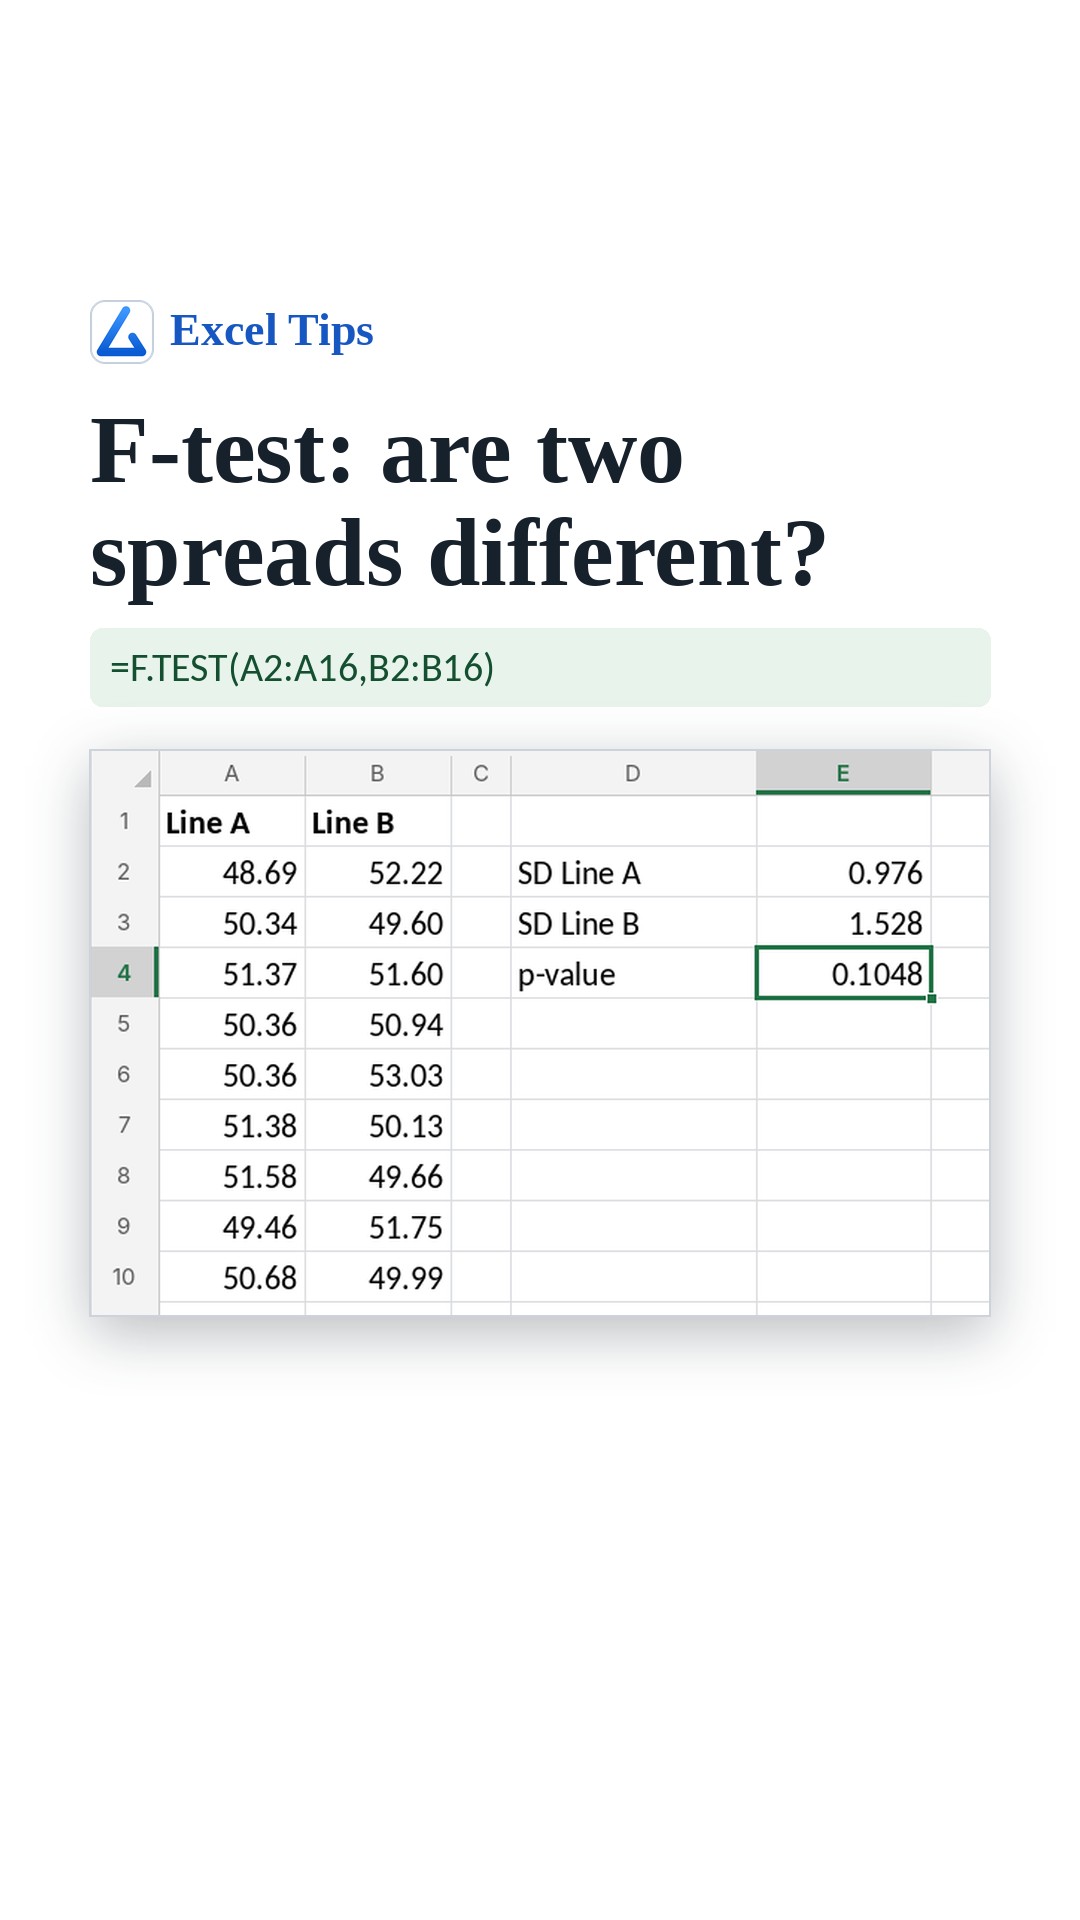 Excel Tips
F-test: are two
spreads different?
=F.TEST(A2:A16,B2:B16)
A B C D E
1 Line A Line B
2 48.69 52.22 SD Line A 0.976
3 50.34 49.60 SD Line B 1.528
4 51.37 51.60 p-value 0.1048
5 50.36 50.94
6 50.36 53.03
7 51.38 50.13
8 51.58 49.66
9 49.46 51.75
10 50.68 49.99